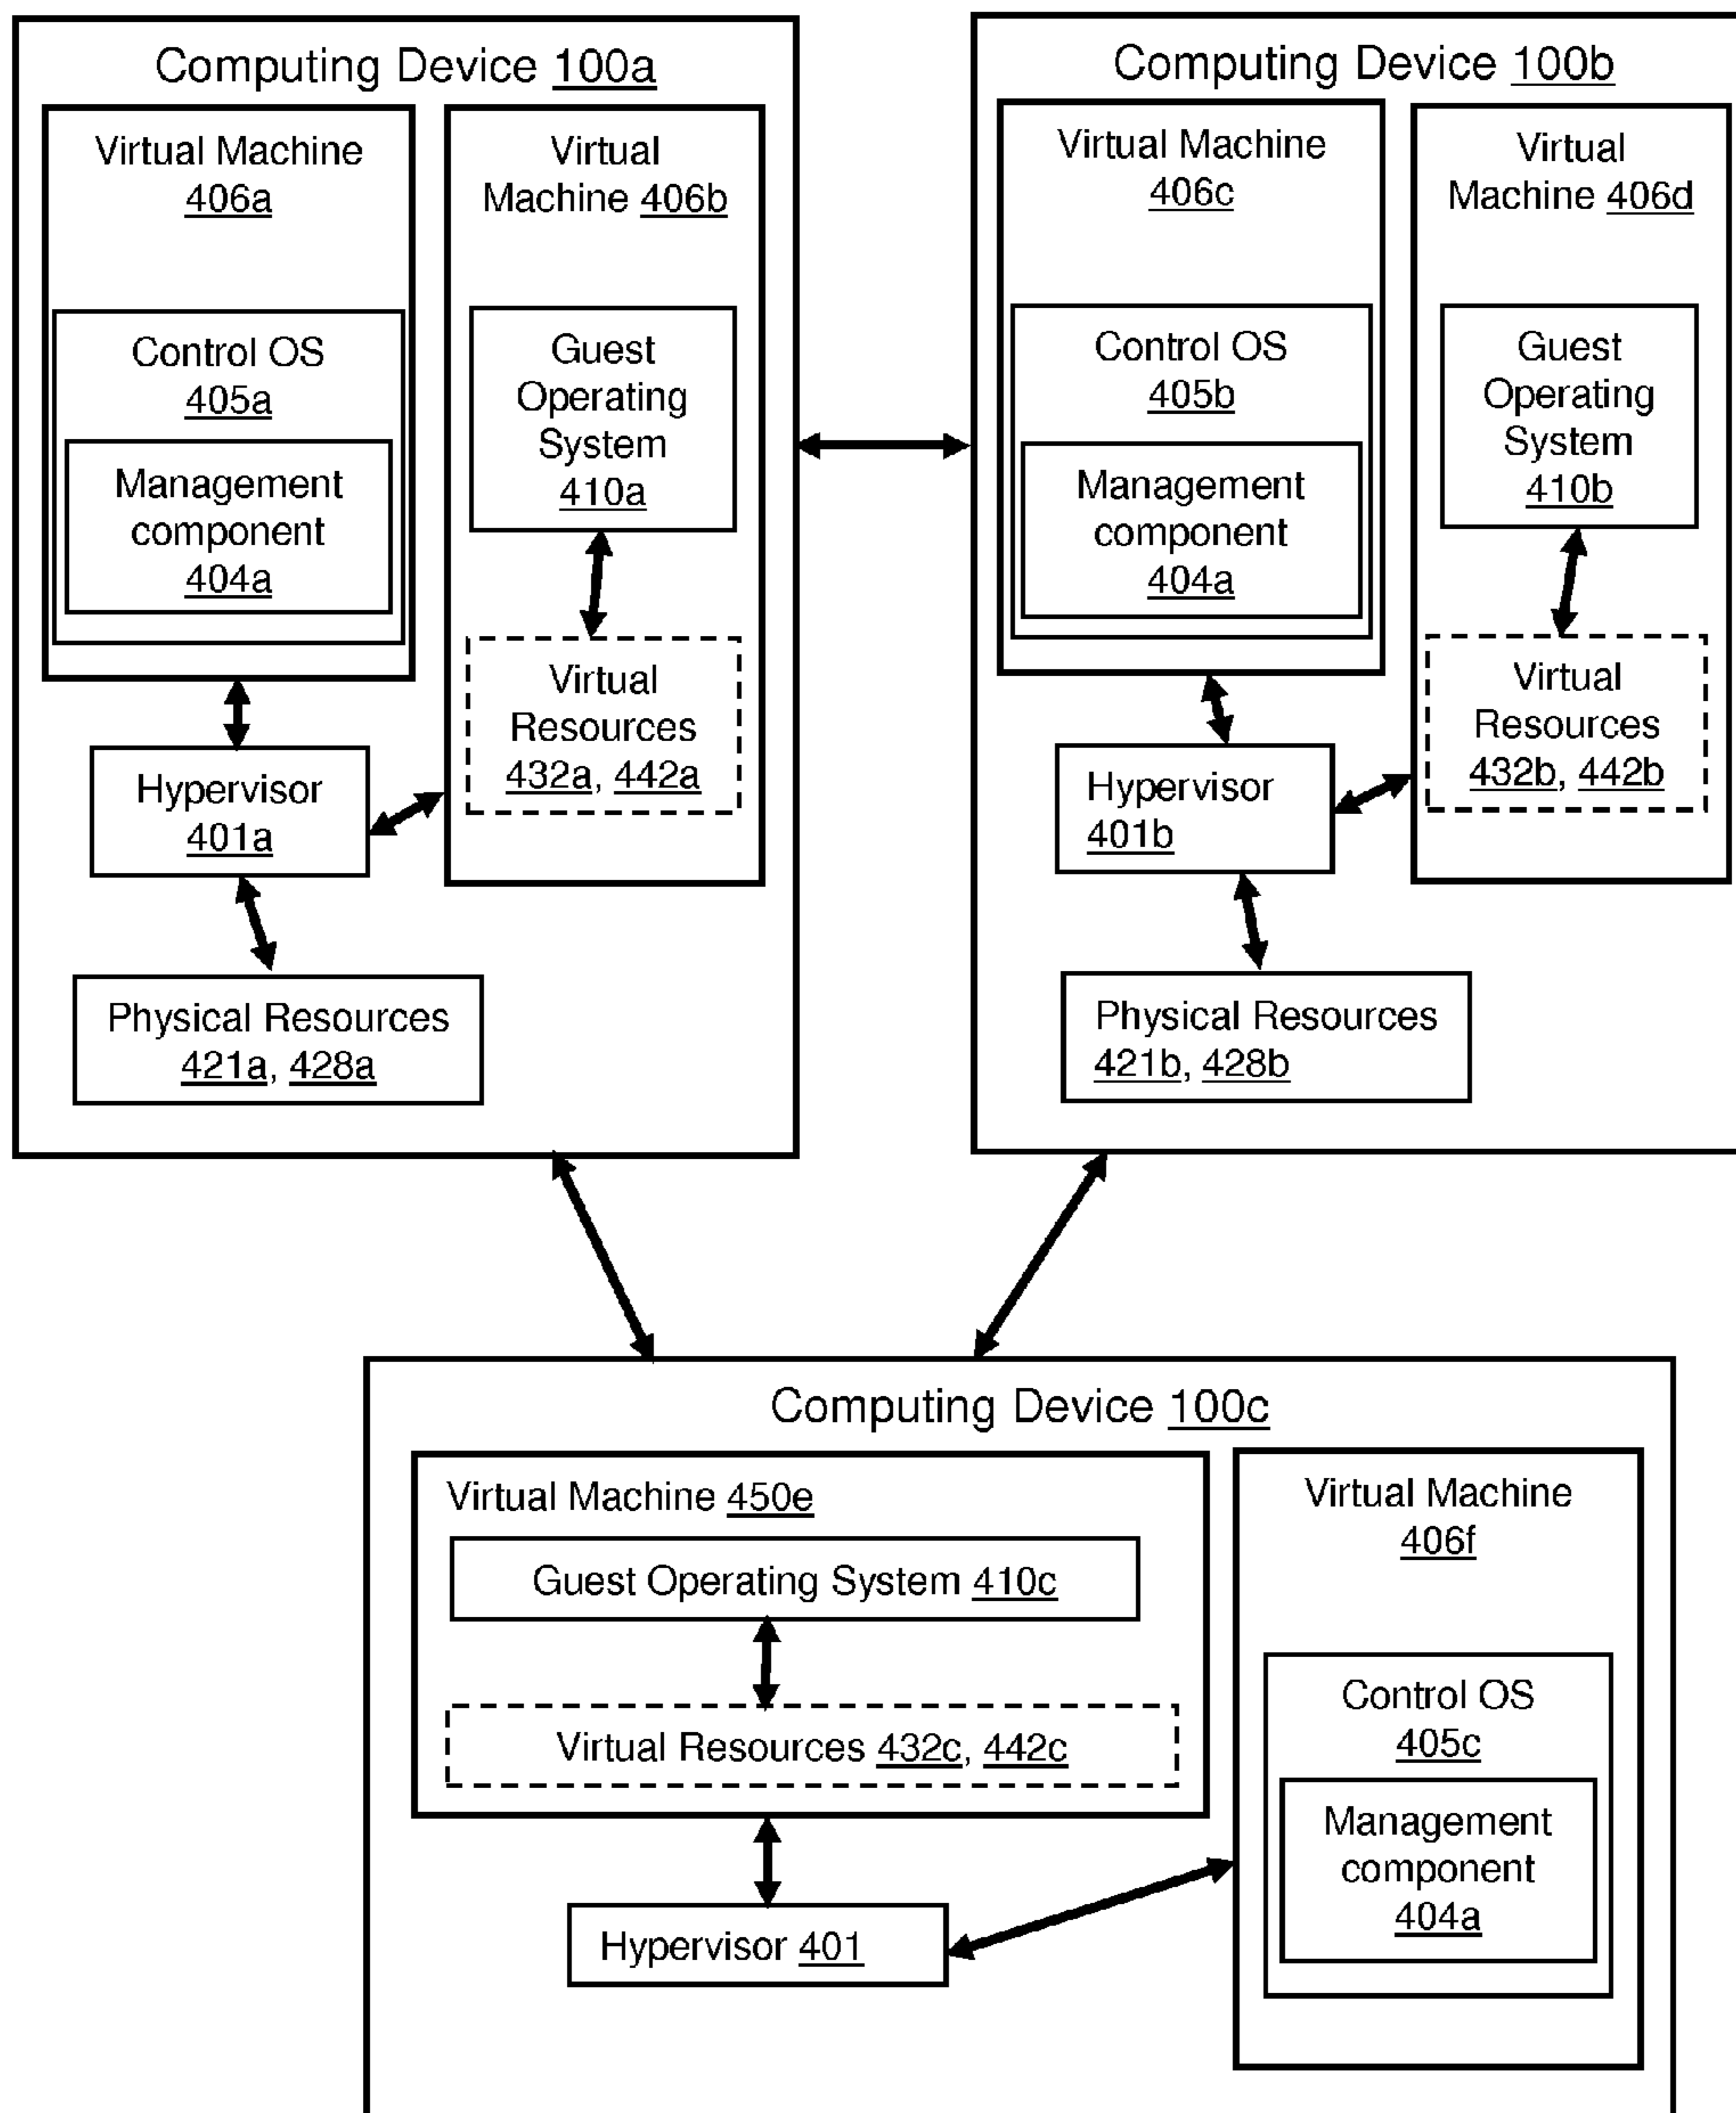 Computing Device 100a
Virtual Machine
406a
Control OS
405a
Management
component
404a
Virtual
Machine 406b
Guest
Operating
System
410a
Virtual
Resources
432a, 442a
Hypervisor
401a
Physical Resources
421a, 428a
Computing Device 100b
Virtual Machine
406c
Control OS
405b
Management
component
404a
Virtual
Machine 406d
Guest
Operating
System
410b
Virtual
Resources
432b, 442b
Hypervisor
401b
Physical Resources
421b, 428b
Computing Device 100c
Virtual Machine 450e
Guest Operating System 410c
Virtual Resources 432c, 442c
Hypervisor 401
Virtual Machine
406f
Control OS
405c
Management
component
404a